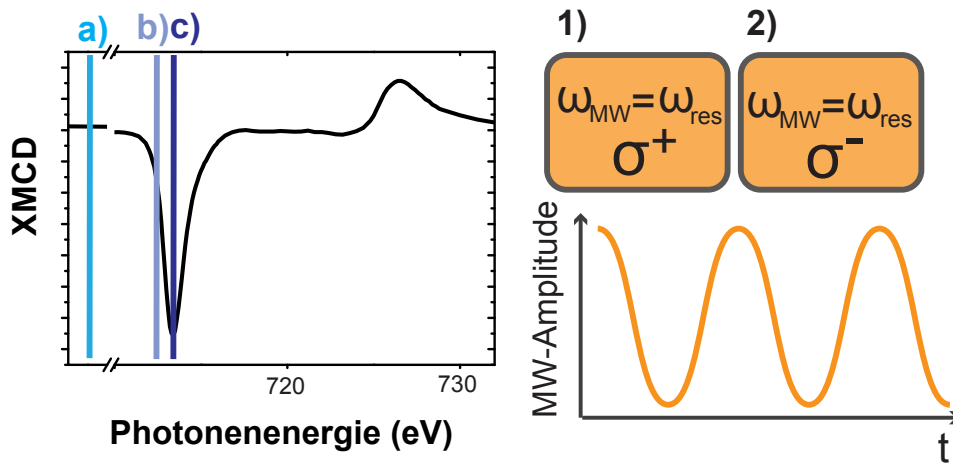 a) b) c)
XMCD
720 730
Photonenenergie (eV)
1) 2)
ω_MW=ω_res
σ⁺
ω_MW=ω_res
σ⁻
MW-Amplitude
t